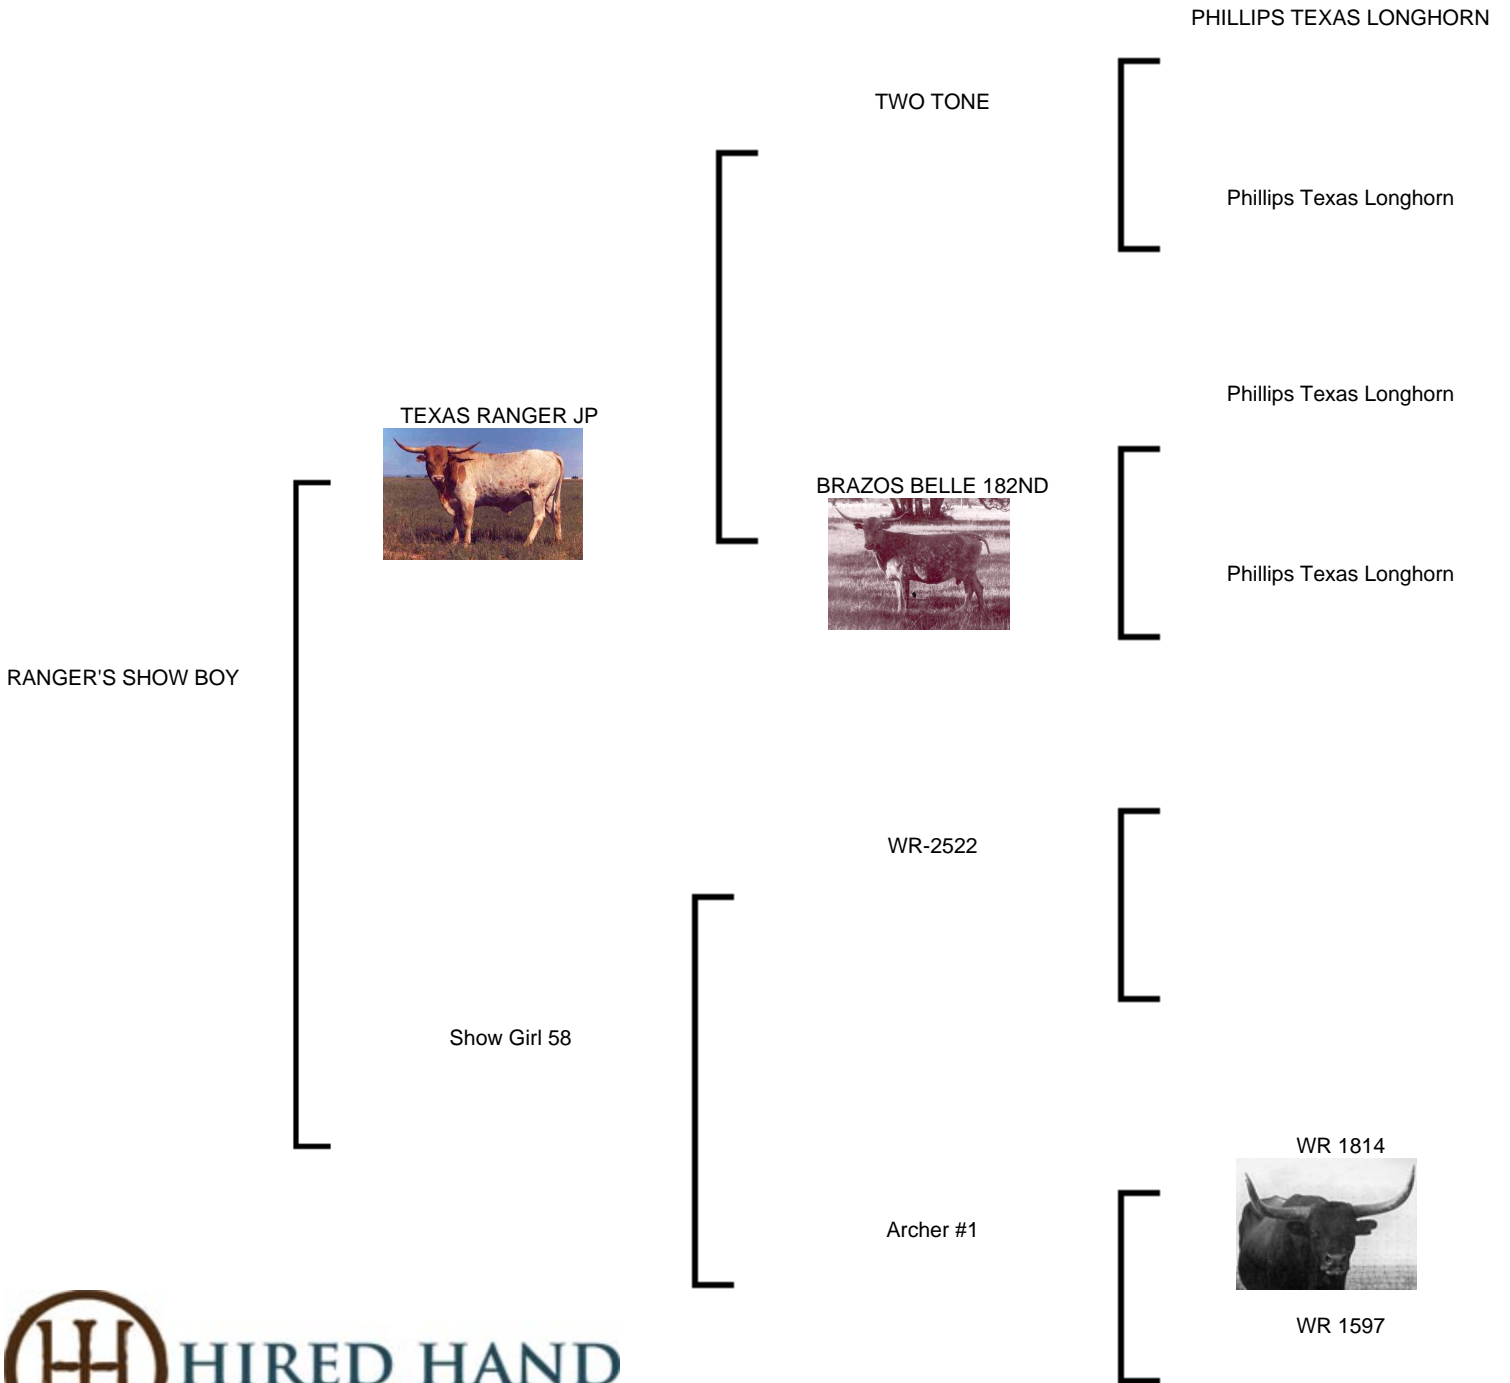 PHILLIPS TEXAS LONGHORN
TWO TONE
Phillips Texas Longhorn
Phillips Texas Longhorn
TEXAS RANGER JP
BRAZOS BELLE 182ND
Phillips Texas Longhorn
RANGER'S SHOW BOY
WR-2522
Show Girl 58
WR 1814
Archer #1
WR 1597
HIRED HAND